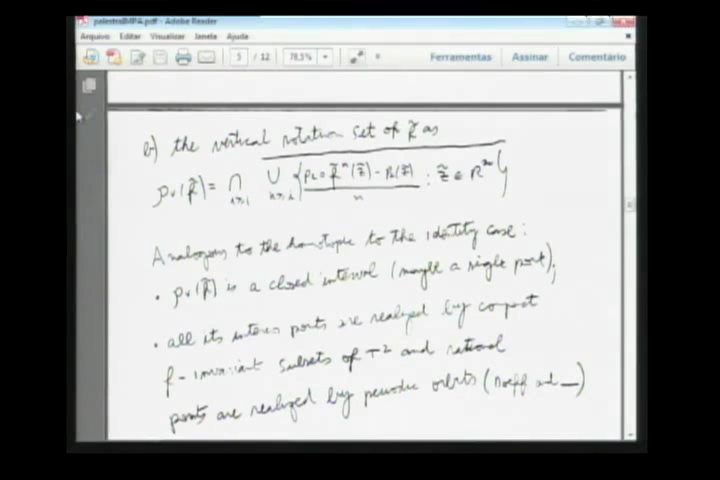 palestraIMPA.pdf - Adobe Reader
Arquivo Editar Visualizar Janela Ajuda
5 / 12 78,5% Ferramentas Assinar Comentário
b) the vertical rotation set of f̃ as
ρv(f̃) = ⋂ i≥1 ⋃ n≥i { p₂∘f̃ⁿ(z̃) - p₂(z̃) / n : z̃ ∈ R² }
Analogous to the homotopic to the identity case:
• ρv(f̃) is a closed interval (maybe a single point);
• all its interior points are realized by compact
f-invariant subsets of T2 and rational
points are realized by periodic orbits (Doeff and __)